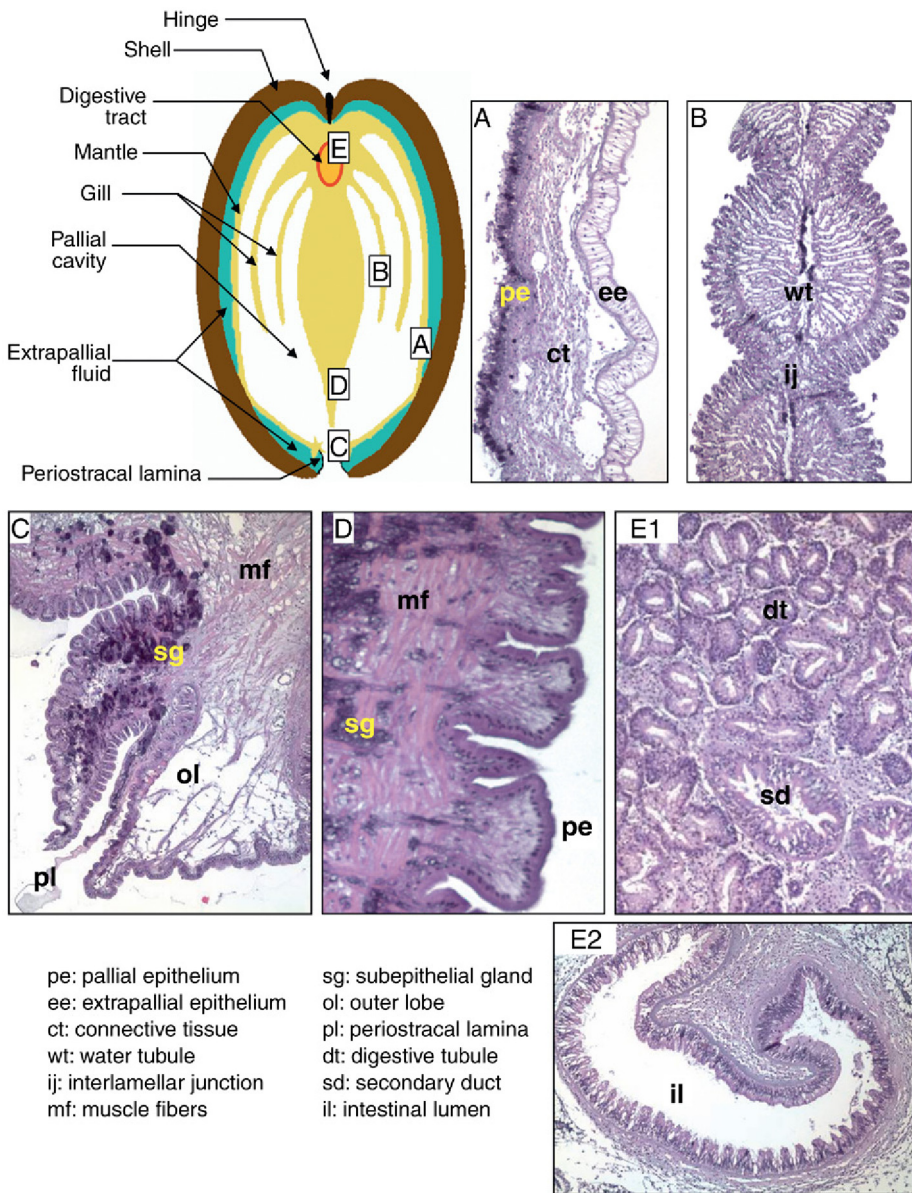 Hinge
Shell
Digestive
tract
Mantle
Gill
Pallial
cavity
Extrapallial
fluid
Periostracal lamina
E
B
A
D
C
A
pe
ct
ee
B
wt
ij
C
mf
sg
ol
pl
D
mf
sg
pe
E1
dt
sd
E2
il
pe: pallial epithelium
ee: extrapallial epithelium
ct: connective tissue
wt: water tubule
ij: interlamellar junction
mf: muscle fibers
sg: subepithelial gland
ol: outer lobe
pl: periostracal lamina
dt: digestive tubule
sd: secondary duct
il: intestinal lumen